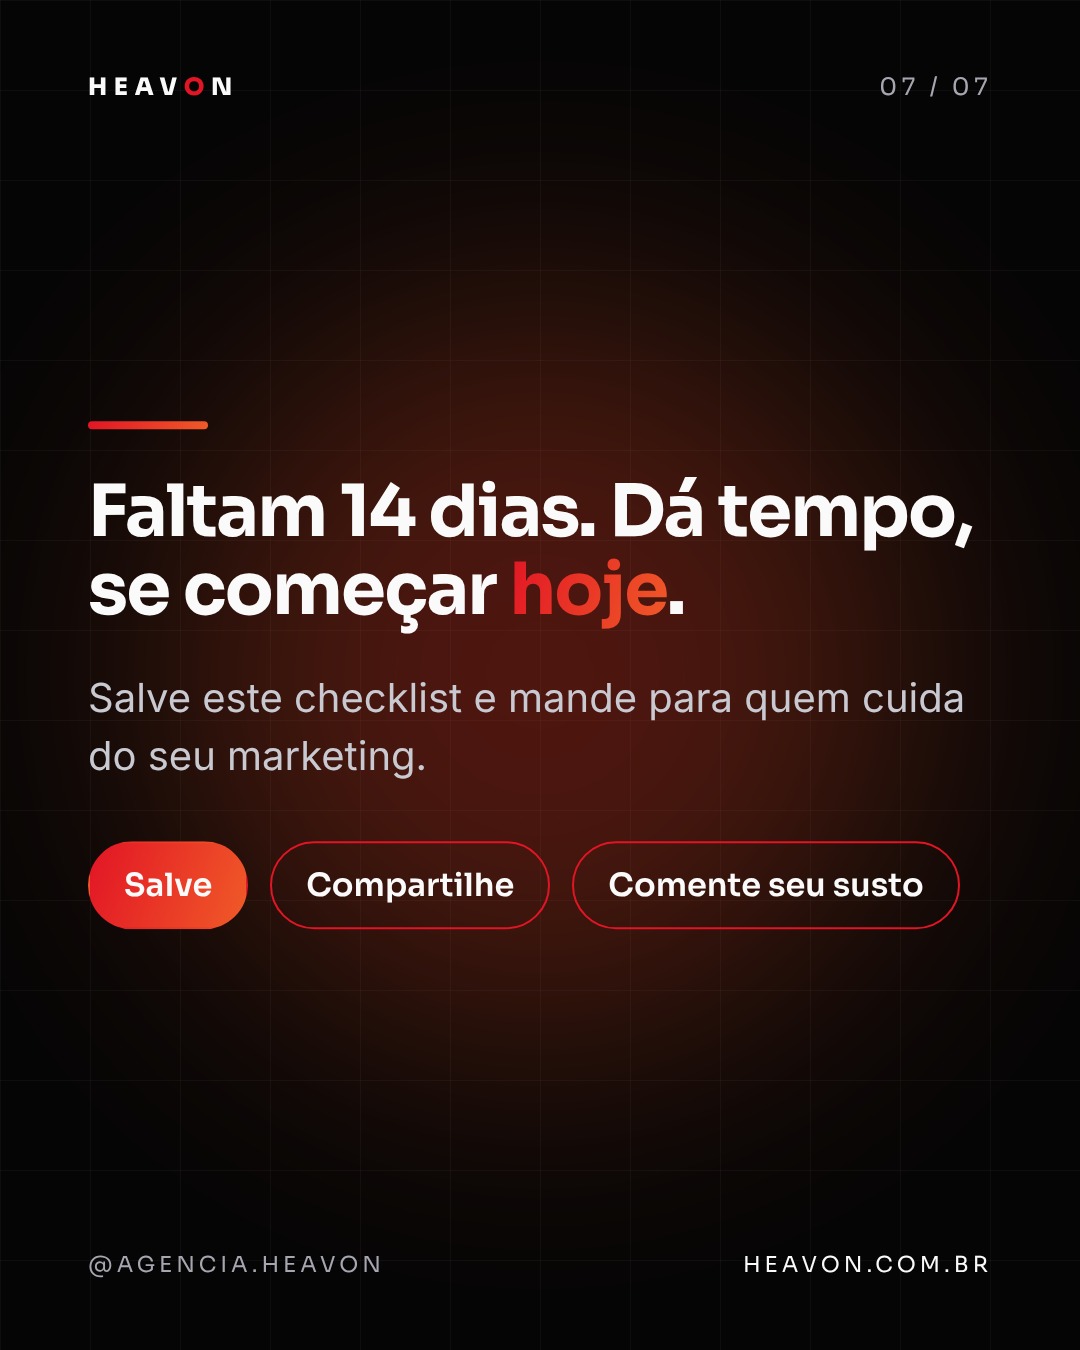 HEAVON
07 / 07
Faltam 14 dias. Dá tempo,
se começar hoje.
Salve este checklist e mande para quem cuida
do seu marketing.
Salve
Compartilhe
Comente seu susto
@AGENCIA.HEAVON
HEAVON.COM.BR